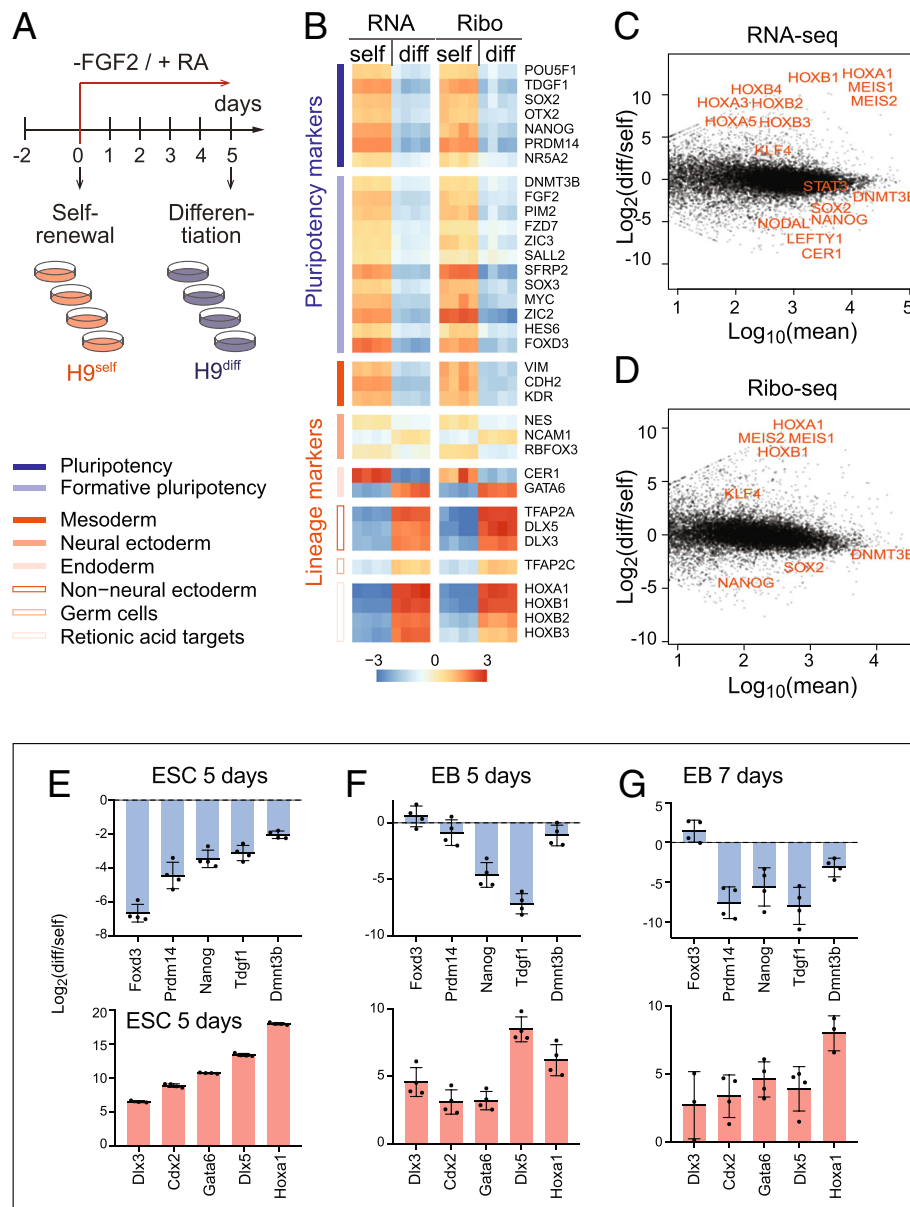 A
-FGF2 / + RA
days
-2 -1 0 1 2 3 4 5
Self-
renewal
Differen-
tiation
H9self
H9diff
Pluripotency
Formative pluripotency
Mesoderm
Neural ectoderm
Endoderm
Non−neural ectoderm
Germ cells
Retionic acid targets
B
RNA Ribo
self diff self diff
Pluripotency markers
Lineage markers
POU5F1
TDGF1
SOX2
OTX2
NANOG
PRDM14
NR5A2
DNMT3B
FGF2
PIM2
FZD7
ZIC3
SALL2
SFRP2
SOX3
MYC
ZIC2
HES6
FOXD3
VIM
CDH2
KDR
NES
NCAM1
RBFOX3
CER1
GATA6
TFAP2A
DLX5
DLX3
TFAP2C
HOXA1
HOXB1
HOXB2
HOXB3
−3 0 3
C
RNA-seq
Log2(diff/self)
10
5
0
-5
-10
HOXB1 HOXA1
HOXB4 MEIS1
HOXA3 HOXB2 MEIS2
HOXA5 HOXB3
KLF4
STAT3
DNMT3B
SOX2
NODAL NANOG
LEFTY1
CER1
1 2 3 4 5
Log10(mean)
D
Ribo-seq
Log2(diff/self)
10
5
0
-5
-10
HOXA1
MEIS2 MEIS1
HOXB1
KLF4
DNMT3B
SOX2
NANOG
1 2 3 4
Log10(mean)
E
ESC 5 days
Log2(diff/self)
0
-2
-4
-6
-8
Foxd3 Prdm14 Nanog Tdgf1 Dmnt3b
ESC 5 days
20
15
10
5
0
Dlx3 Cdx2 Gata6 Dlx5 Hoxa1
F
EB 5 days
0
-5
-10
Foxd3 Prdm14 Nanog Tdgf1 Dmnt3b
10
5
0
Dlx3 Cdx2 Gata6 Dlx5 Hoxa1
G
EB 7 days
5
0
-5
-10
Foxd3 Prdm14 Nanog Tdgf1 Dmnt3b
10
5
0
Dlx3 Cdx2 Gata6 Dlx5 Hoxa1